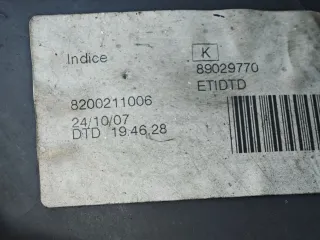 Indice K
89029770
ETIDTD
8200211006
24/10/07
DTD 19.46.28